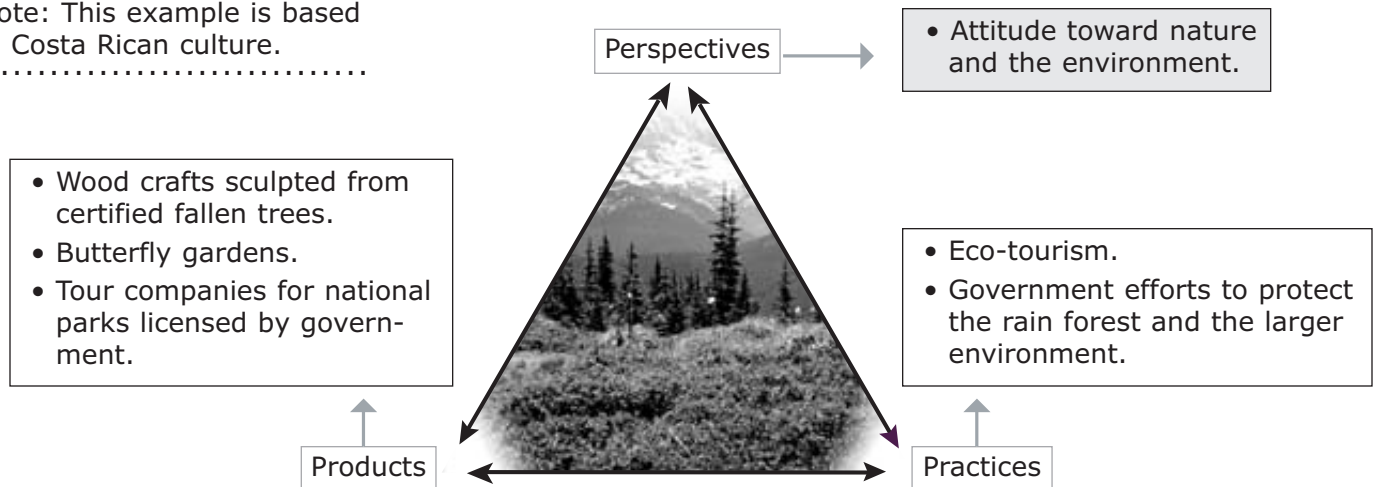 ote: This example is based
Costa Rican culture.
Perspectives
• Attitude toward nature
and the environment.
• Wood crafts sculpted from
certified fallen trees.
• Butterfly gardens.
• Tour companies for national
parks licensed by govern-
ment.
• Eco-tourism.
• Government efforts to protect
the rain forest and the larger
environment.
Products
Practices